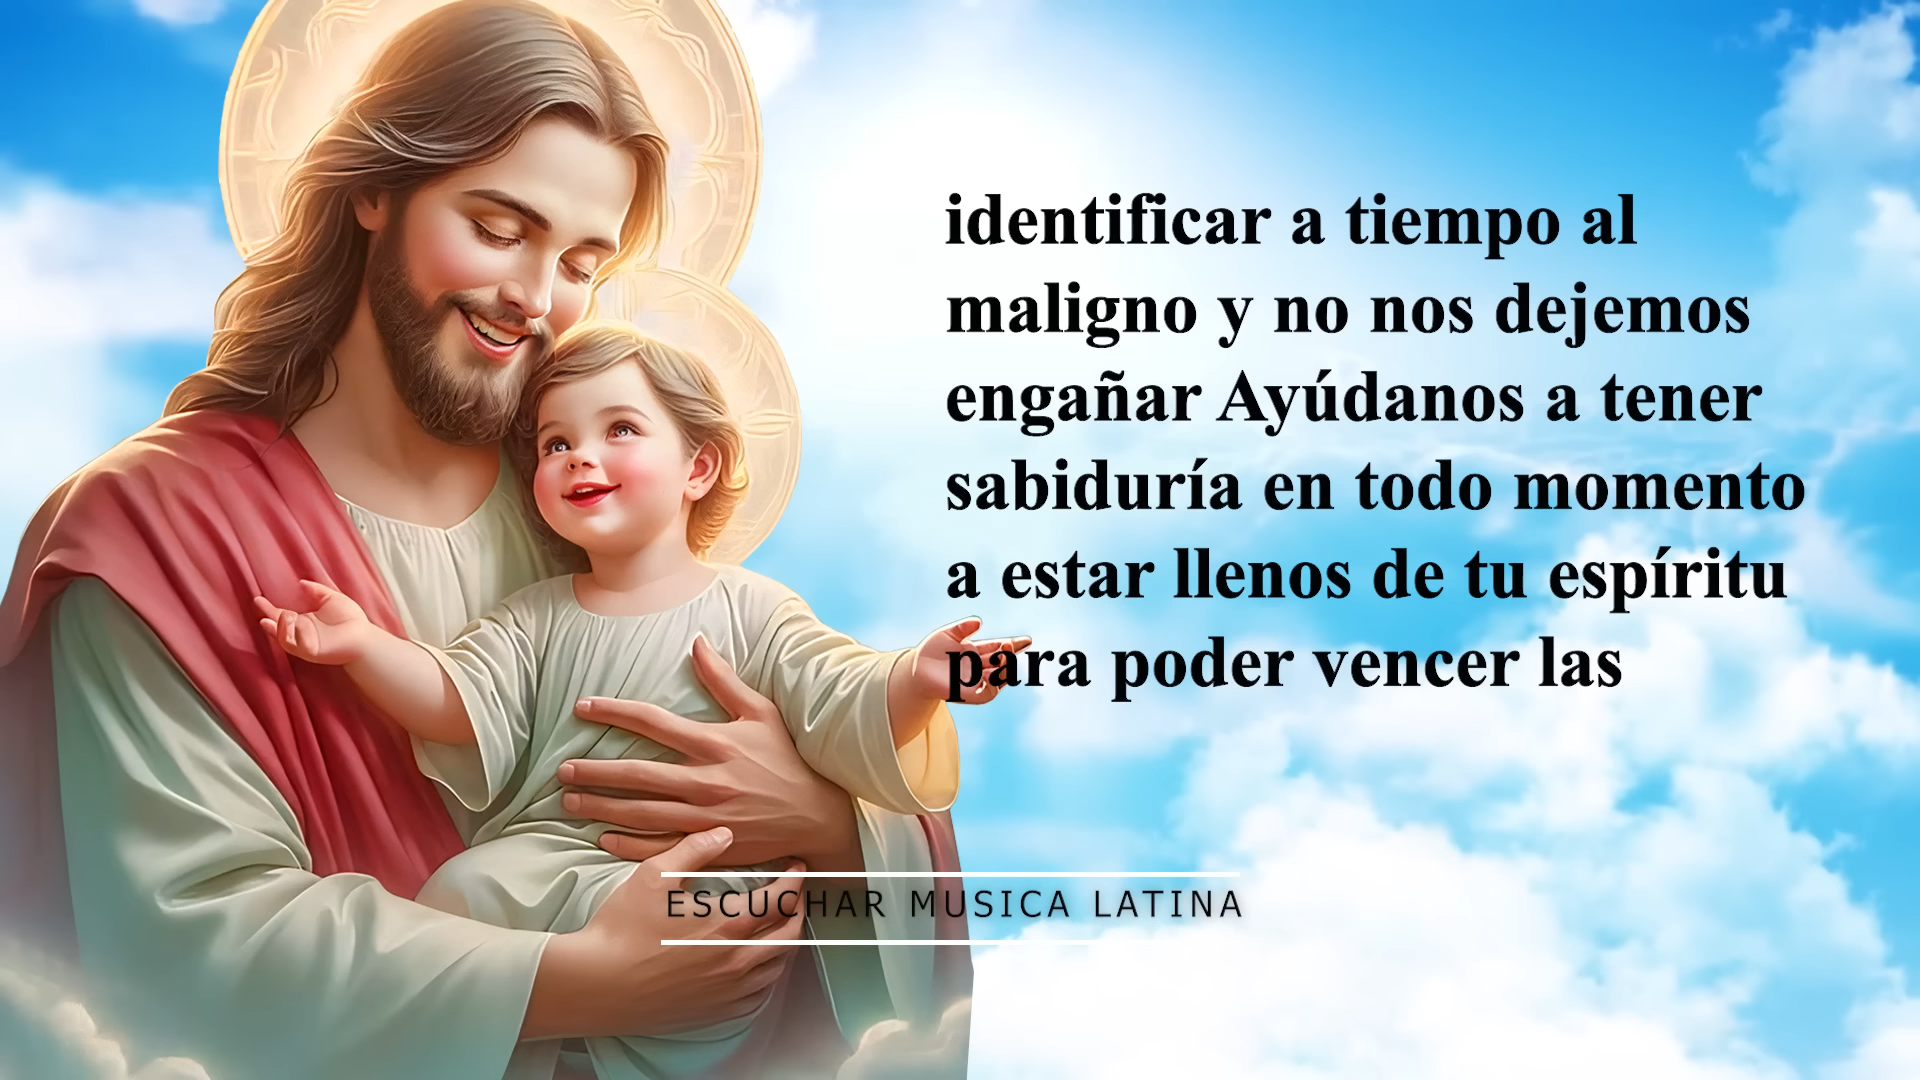 identificar a tiempo al
maligno y no nos dejemos
engañar Ayúdanos a tener
sabiduría en todo momento
a estar llenos de tu espíritu
para poder vencer las
ESCUCHAR MUSICA LATINA